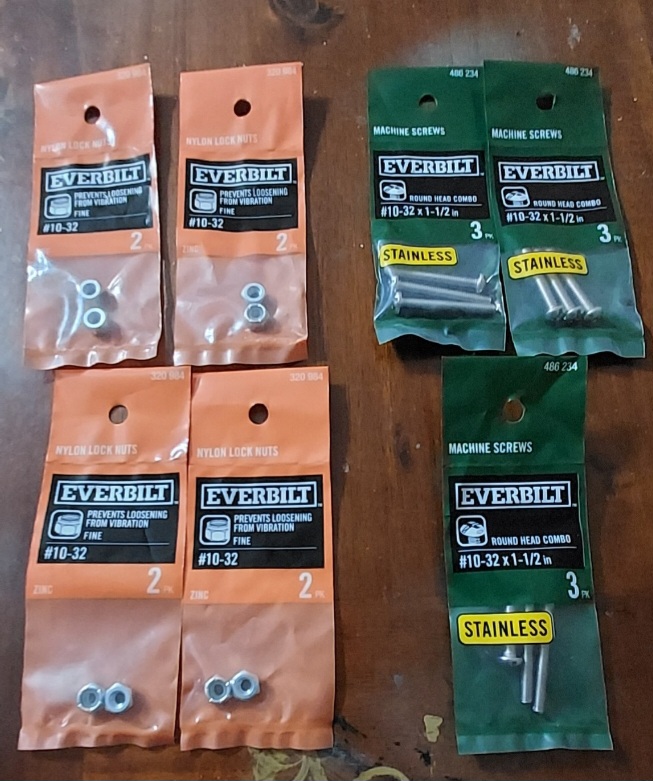 320 984
NYLON LOCK NUTS
EVERBILT
PREVENTS LOOSENING
FROM VIBRATION
FINE
#10-32
2 PK
320 984
NYLON LOCK NUTS
EVERBILT
PREVENTS LOOSENING
FROM VIBRATION
FINE
#10-32
2 PK
ZINC
486 234
MACHINE SCREWS
EVERBILT
ROUND HEAD COMBO
#10-32 x 1-1/2 in
3 PK
STAINLESS
486 234
MACHINE SCREWS
EVERBILT
ROUND HEAD COMBO
#10-32 x 1-1/2 in
3 PK
STAINLESS
320 984
NYLON LOCK NUTS
EVERBILT
PREVENTS LOOSENING
FROM VIBRATION
FINE
#10-32
ZINC
2 PK
320 984
NYLON LOCK NUTS
EVERBILT
PREVENTS LOOSENING
FROM VIBRATION
FINE
#10-32
ZINC
2 PK
486 234
MACHINE SCREWS
EVERBILT
ROUND HEAD COMBO
#10-32 x 1-1/2 in
3 PK
STAINLESS